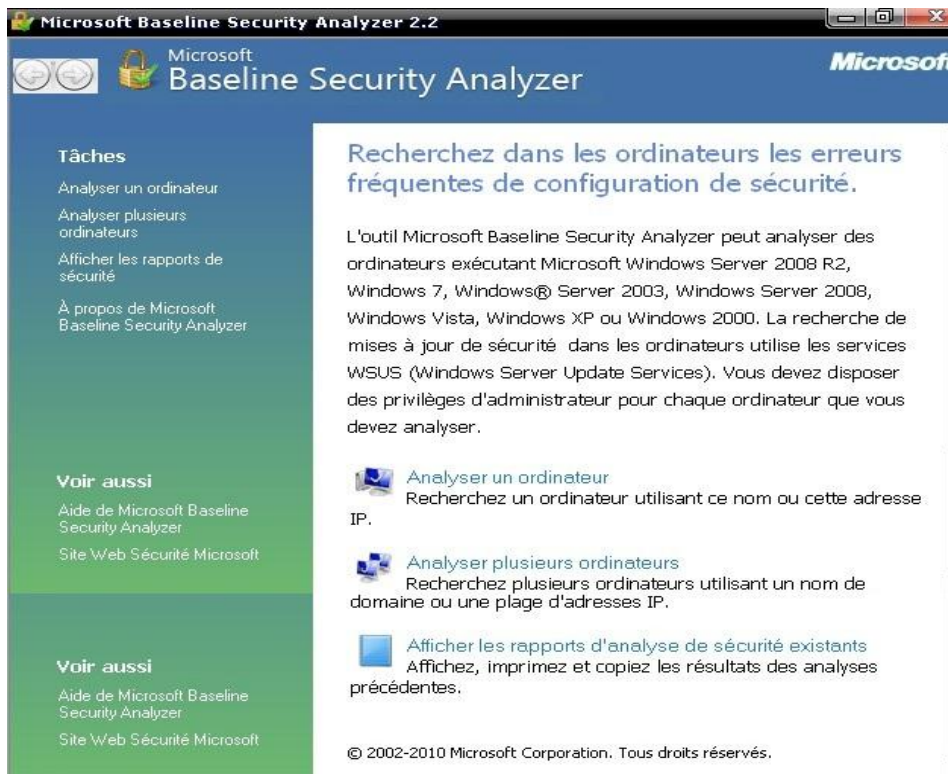 Microsoft Baseline Security Analyzer 2.2
Microsoft
Baseline Security Analyzer
Microsoft
Tâches
Analyser un ordinateur
Analyser plusieurs
ordinateurs
Afficher les rapports de
sécurité
À propos de Microsoft
Baseline Security Analyzer
Voir aussi
Aide de Microsoft Baseline
Security Analyzer
Site Web Sécurité Microsoft
Voir aussi
Aide de Microsoft Baseline
Security Analyzer
Site Web Sécurité Microsoft
Recherchez dans les ordinateurs les erreurs
fréquentes de configuration de sécurité.
L'outil Microsoft Baseline Security Analyzer peut analyser des
ordinateurs exécutant Microsoft Windows Server 2008 R2,
Windows 7, Windows® Server 2003, Windows Server 2008,
Windows Vista, Windows XP ou Windows 2000. La recherche de
mises à jour de sécurité dans les ordinateurs utilise les services
WSUS (Windows Server Update Services). Vous devez disposer
des privilèges d'administrateur pour chaque ordinateur que vous
devez analyser.
Analyser un ordinateur
Recherchez un ordinateur utilisant ce nom ou cette adresse
IP.
Analyser plusieurs ordinateurs
Recherchez plusieurs ordinateurs utilisant un nom de
domaine ou une plage d'adresses IP.
Afficher les rapports d'analyse de sécurité existants
Affichez, imprimez et copiez les résultats des analyses
précédentes.
© 2002-2010 Microsoft Corporation. Tous droits réservés.